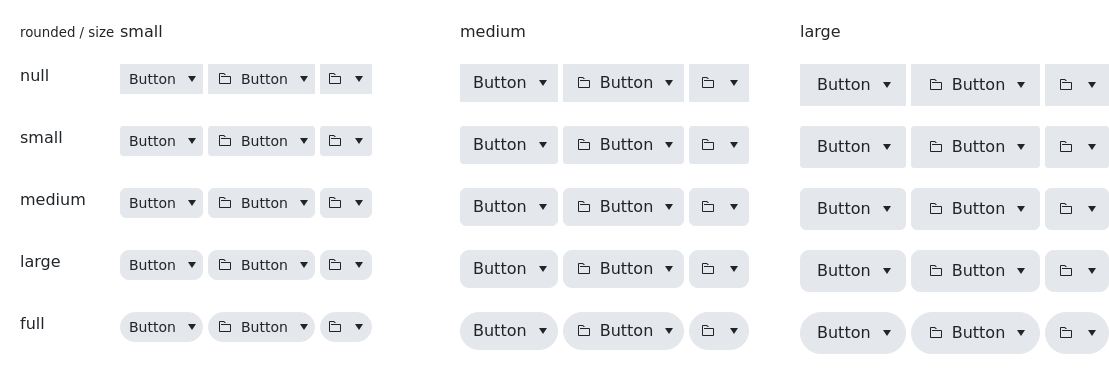 rounded / size small medium large
null Button Button Button Button Button Button
small Button Button Button Button Button Button
medium Button Button Button Button Button Button
large Button Button Button Button Button Button
full Button Button Button Button Button Button